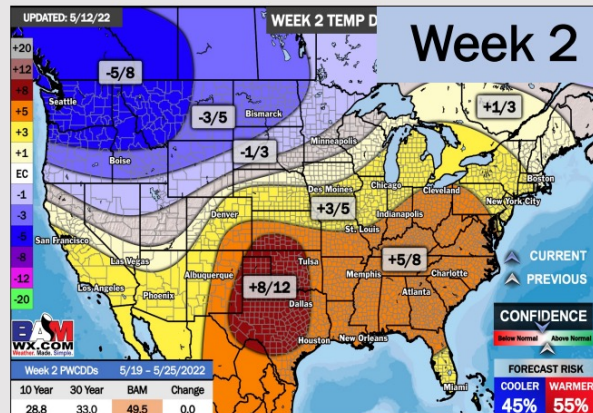 UPDATED: 5/12/22
WEEK 2 TEMP D
Week 2
+20
+12
+8
+5
+3
+1
EC
-1
-3
-5
-8
-12
-20
-5/8
-3/5
-1/3
+1/3
+3/5
+5/8
+8/12
Seattle
Bismarck
Boise
Minneapolis
Boston
Des Moines
Chicago
Cleveland
New York City
Denver
Indianapolis
St. Louis
San Francisco
Las Vegas
Los Angeles
Phoenix
Albuquerque
Tulsa
Memphis
Charlotte
Dallas
Atlanta
Houston
New Orleans
Miami
CURRENT
PREVIOUS
CONFIDENCE
Below Normal
Above Normal
FORECAST RISK
COOLER WARMER
45% 55%
BAM
WX.COM
Weather. Made. Simple.
Week 2 PWCDDs 5/19 – 5/25/2022
10 Year 30 Year BAM Change
28.8 33.0 49.5 0.0